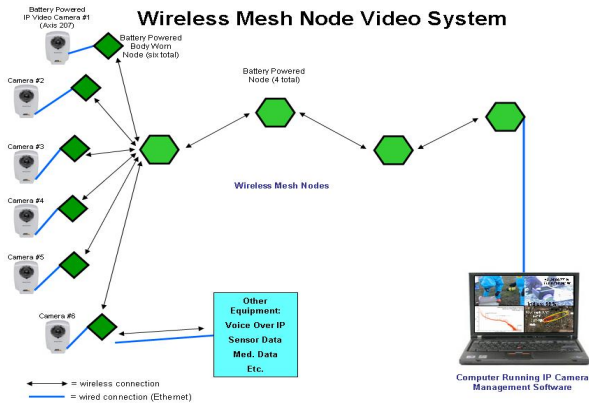 Wireless Mesh Node Video System
Battery Powered
IP Video Camera #1
(Axis 207)
Battery Powered
Body Worn
Node (six total)
Camera #2
Battery Powered
Node (4 total)
Camera #3
Wireless Mesh Nodes
Camera #4
Camera #5
Camera #6
Other
Equipment:
Voice Over IP
Sensor Data
Med. Data
Etc.
Computer Running IP Camera
Management Software
= wireless connection
= wired connection (Ethernet)